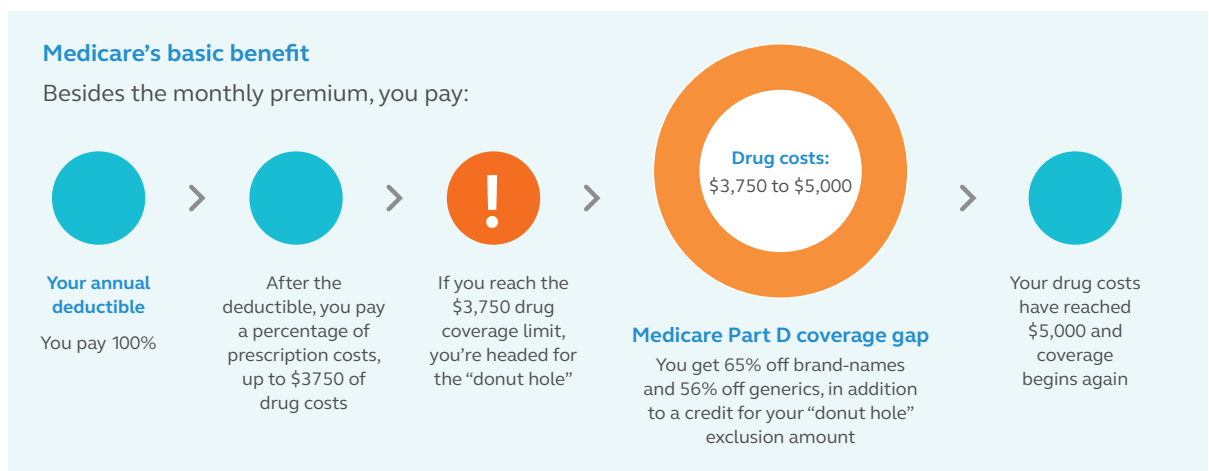 Medicare’s basic benefit
Besides the monthly premium, you pay:
Your annual
deductible
You pay 100%
After the
deductible, you pay
a percentage of
prescription costs,
up to $3750 of
drug costs
!
If you reach the
$3,750 drug
coverage limit,
you’re headed for
the “donut hole”
Drug costs:
$3,750 to $5,000
Medicare Part D coverage gap
You get 65% off brand-names
and 56% off generics, in addition
to a credit for your “donut hole”
exclusion amount
Your drug costs
have reached
$5,000 and
coverage
begins again